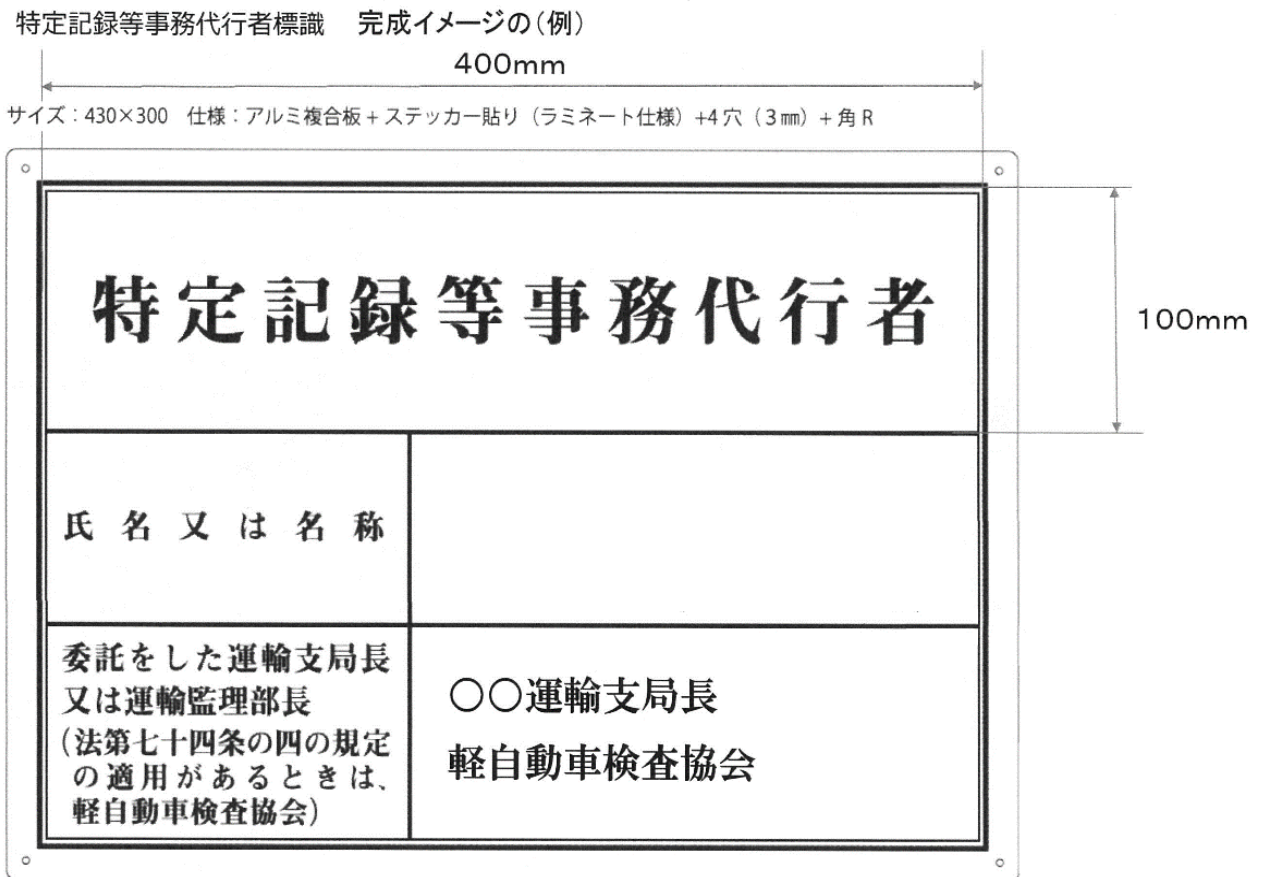 特定記録等事務代行者標識 完成イメージの(例)
400mm
サイズ:430×300 仕様:アルミ複合板+ステッカー貼り(ラミネート仕様)+4穴(3㎜)+角R
特定記録等事務代行者
100mm
氏名又は名称
委託をした運輸支局長
又は運輸監理部長
(法第七十四条の四の規定
の適用があるときは、
軽自動車検査協会)
〇〇運輸支局長
軽自動車検査協会